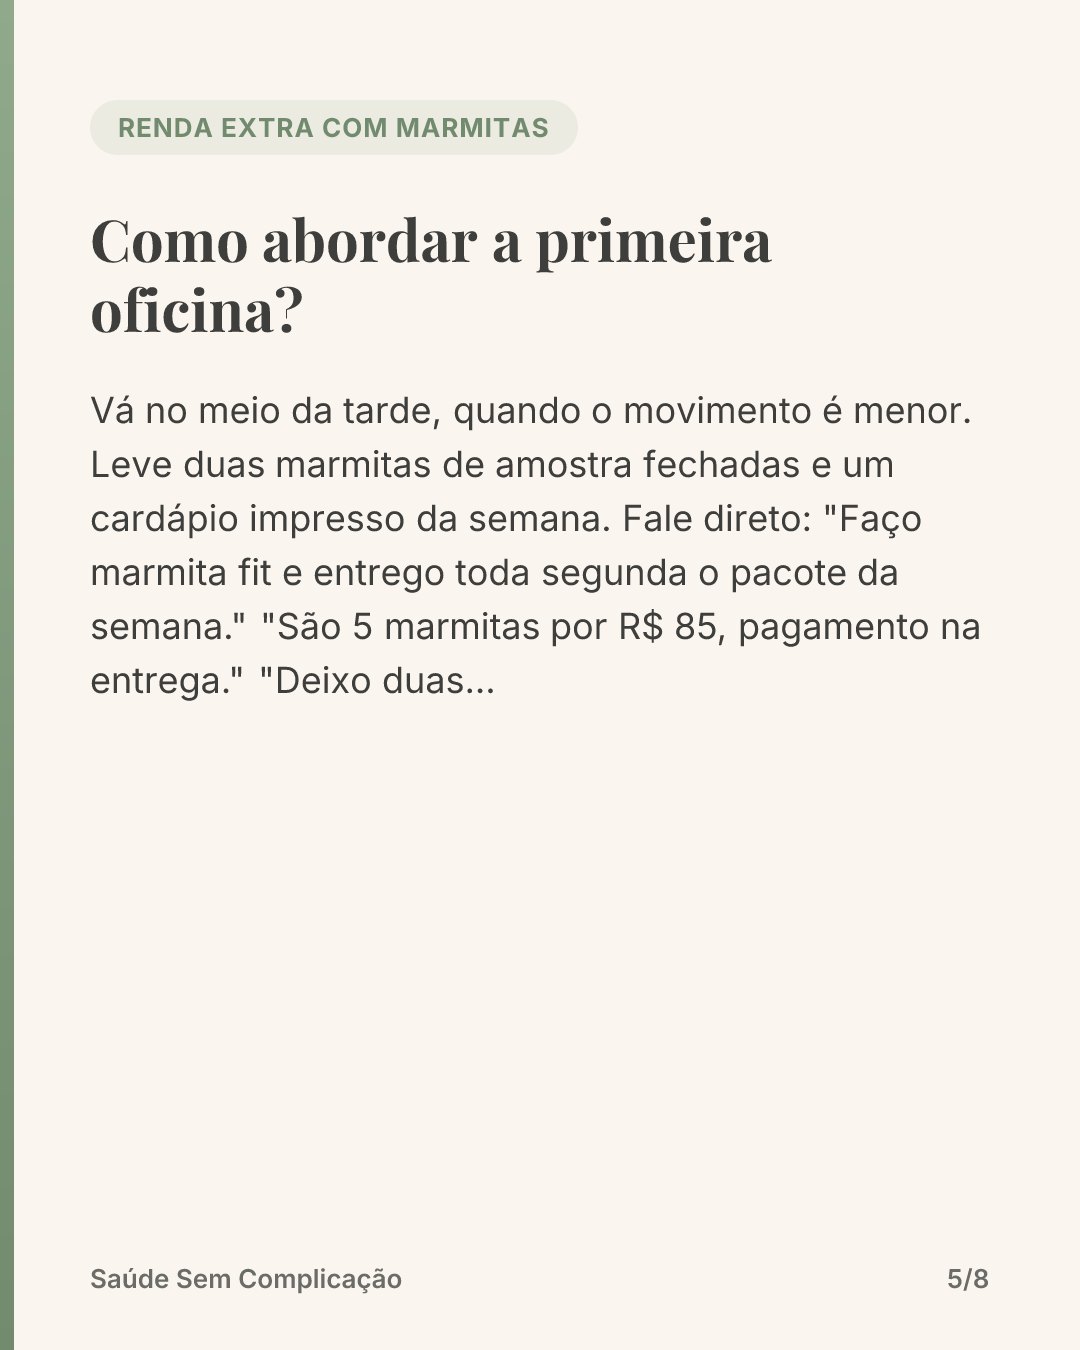 RENDA EXTRA COM MARMITAS
Como abordar a primeira
oficina?
Vá no meio da tarde, quando o movimento é menor.
Leve duas marmitas de amostra fechadas e um
cardápio impresso da semana. Fale direto: "Faço
marmita fit e entrego toda segunda o pacote da
semana." "São 5 marmitas por R$ 85, pagamento na
entrega." "Deixo duas...
Saúde Sem Complicação
5/8